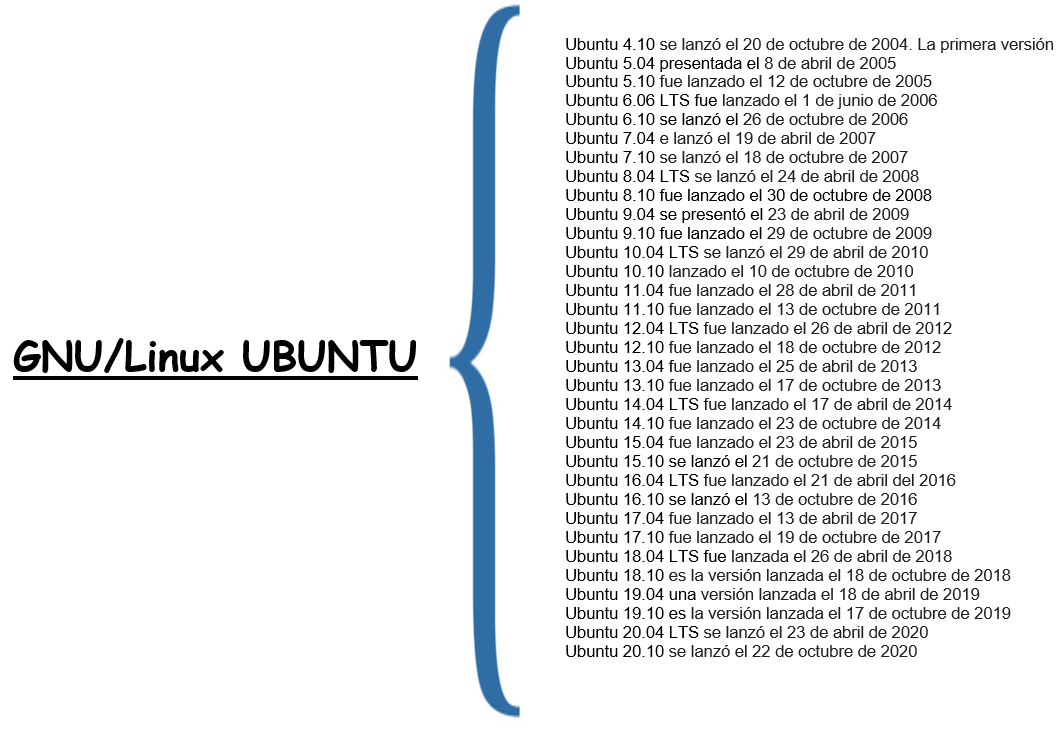 GNU/Linux UBUNTU
Ubuntu 4.10 se lanzó el 20 de octubre de 2004. La primera versión
Ubuntu 5.04 presentada el 8 de abril de 2005
Ubuntu 5.10 fue lanzado el 12 de octubre de 2005
Ubuntu 6.06 LTS fue lanzado el 1 de junio de 2006
Ubuntu 6.10 se lanzó el 26 de octubre de 2006
Ubuntu 7.04 e lanzó el 19 de abril de 2007
Ubuntu 7.10 se lanzó el 18 de octubre de 2007
Ubuntu 8.04 LTS se lanzó el 24 de abril de 2008
Ubuntu 8.10 fue lanzado el 30 de octubre de 2008
Ubuntu 9.04 se presentó el 23 de abril de 2009
Ubuntu 9.10 fue lanzado el 29 de octubre de 2009
Ubuntu 10.04 LTS se lanzó el 29 de abril de 2010
Ubuntu 10.10 lanzado el 10 de octubre de 2010
Ubuntu 11.04 fue lanzado el 28 de abril de 2011
Ubuntu 11.10 fue lanzado el 13 de octubre de 2011
Ubuntu 12.04 LTS fue lanzado el 26 de abril de 2012
Ubuntu 12.10 fue lanzado el 18 de octubre de 2012
Ubuntu 13.04 fue lanzado el 25 de abril de 2013
Ubuntu 13.10 fue lanzado el 17 de octubre de 2013
Ubuntu 14.04 LTS fue lanzado el 17 de abril de 2014
Ubuntu 14.10 fue lanzado el 23 de octubre de 2014
Ubuntu 15.04 fue lanzado el 23 de abril de 2015
Ubuntu 15.10 se lanzó el 21 de octubre de 2015
Ubuntu 16.04 LTS fue lanzado el 21 de abril del 2016
Ubuntu 16.10 se lanzó el 13 de octubre de 2016
Ubuntu 17.04 fue lanzado el 13 de abril de 2017
Ubuntu 17.10 fue lanzado el 19 de octubre de 2017
Ubuntu 18.04 LTS fue lanzada el 26 de abril de 2018
Ubuntu 18.10 es la versión lanzada el 18 de octubre de 2018
Ubuntu 19.04 una versión lanzada el 18 de abril de 2019
Ubuntu 19.10 es la versión lanzada el 17 de octubre de 2019
Ubuntu 20.04 LTS se lanzó el 23 de abril de 2020
Ubuntu 20.10 se lanzó el 22 de octubre de 2020